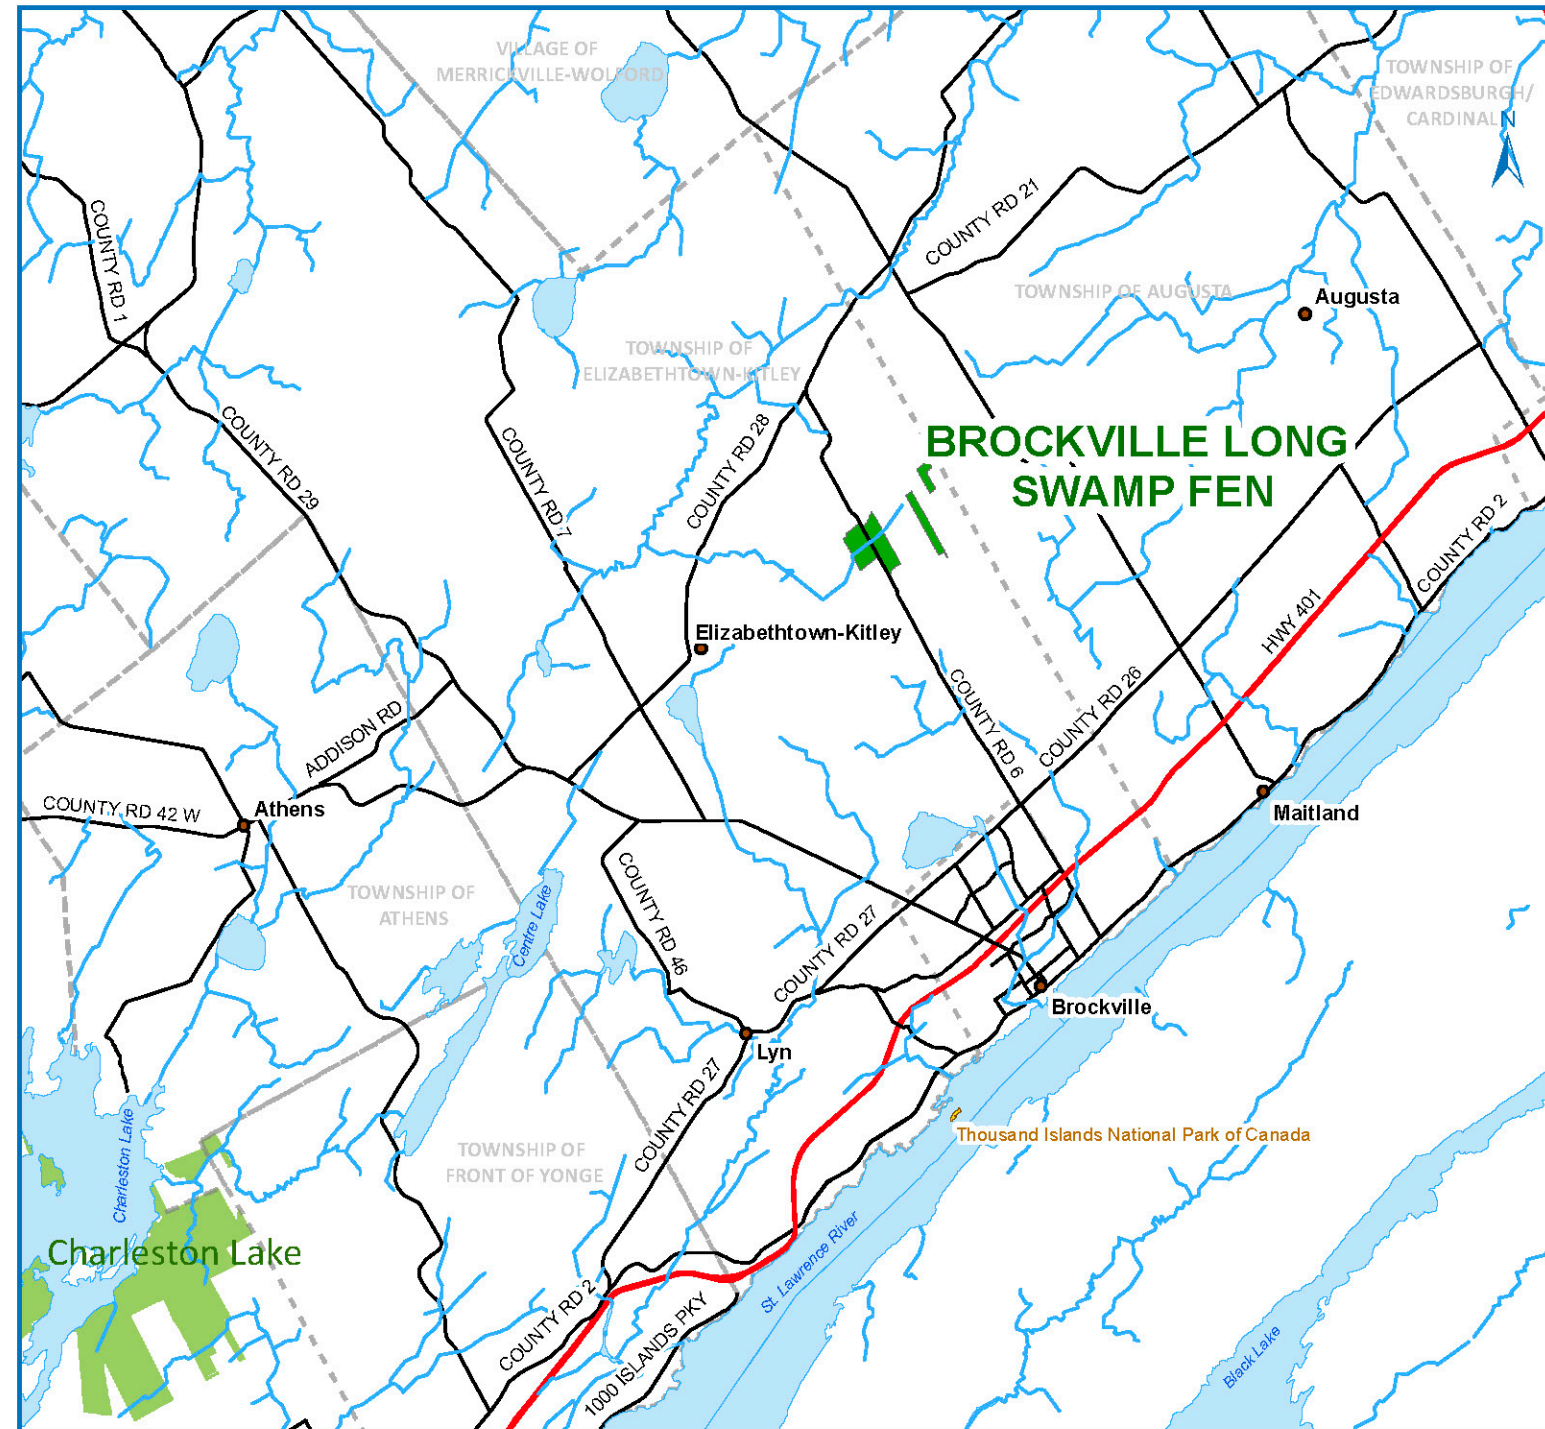 VILLAGE OF
MERRICKVILLE-WOLFORD
TOWNSHIP OF
EDWARDSBURGH/
CARDINAL
N
COUNTY RD 1
COUNTY RD 21
TOWNSHIP OF AUGUSTA
Augusta
TOWNSHIP OF
ELIZABETHTOWN-KITLEY
COUNTY RD 29
COUNTY RD 7
COUNTY RD 28
BROCKVILLE LONG
SWAMP FEN
COUNTY RD 2
HWY 401
Elizabethtown-Kitley
COUNTY RD 6
COUNTY RD 26
ADDISON RD
COUNTY RD 42 W
Athens
Maitland
TOWNSHIP OF
ATHENS
COUNTY RD 46
Centre Lake
COUNTY RD 27
Brockville
Lyn
COUNTY RD 27
Thousand Islands National Park of Canada
TOWNSHIP OF
FRONT OF YONGE
Charleston Lake
Charleston Lake
St. Lawrence River
COUNTY RD 2
1000 ISLANDS PKY
Black Lake